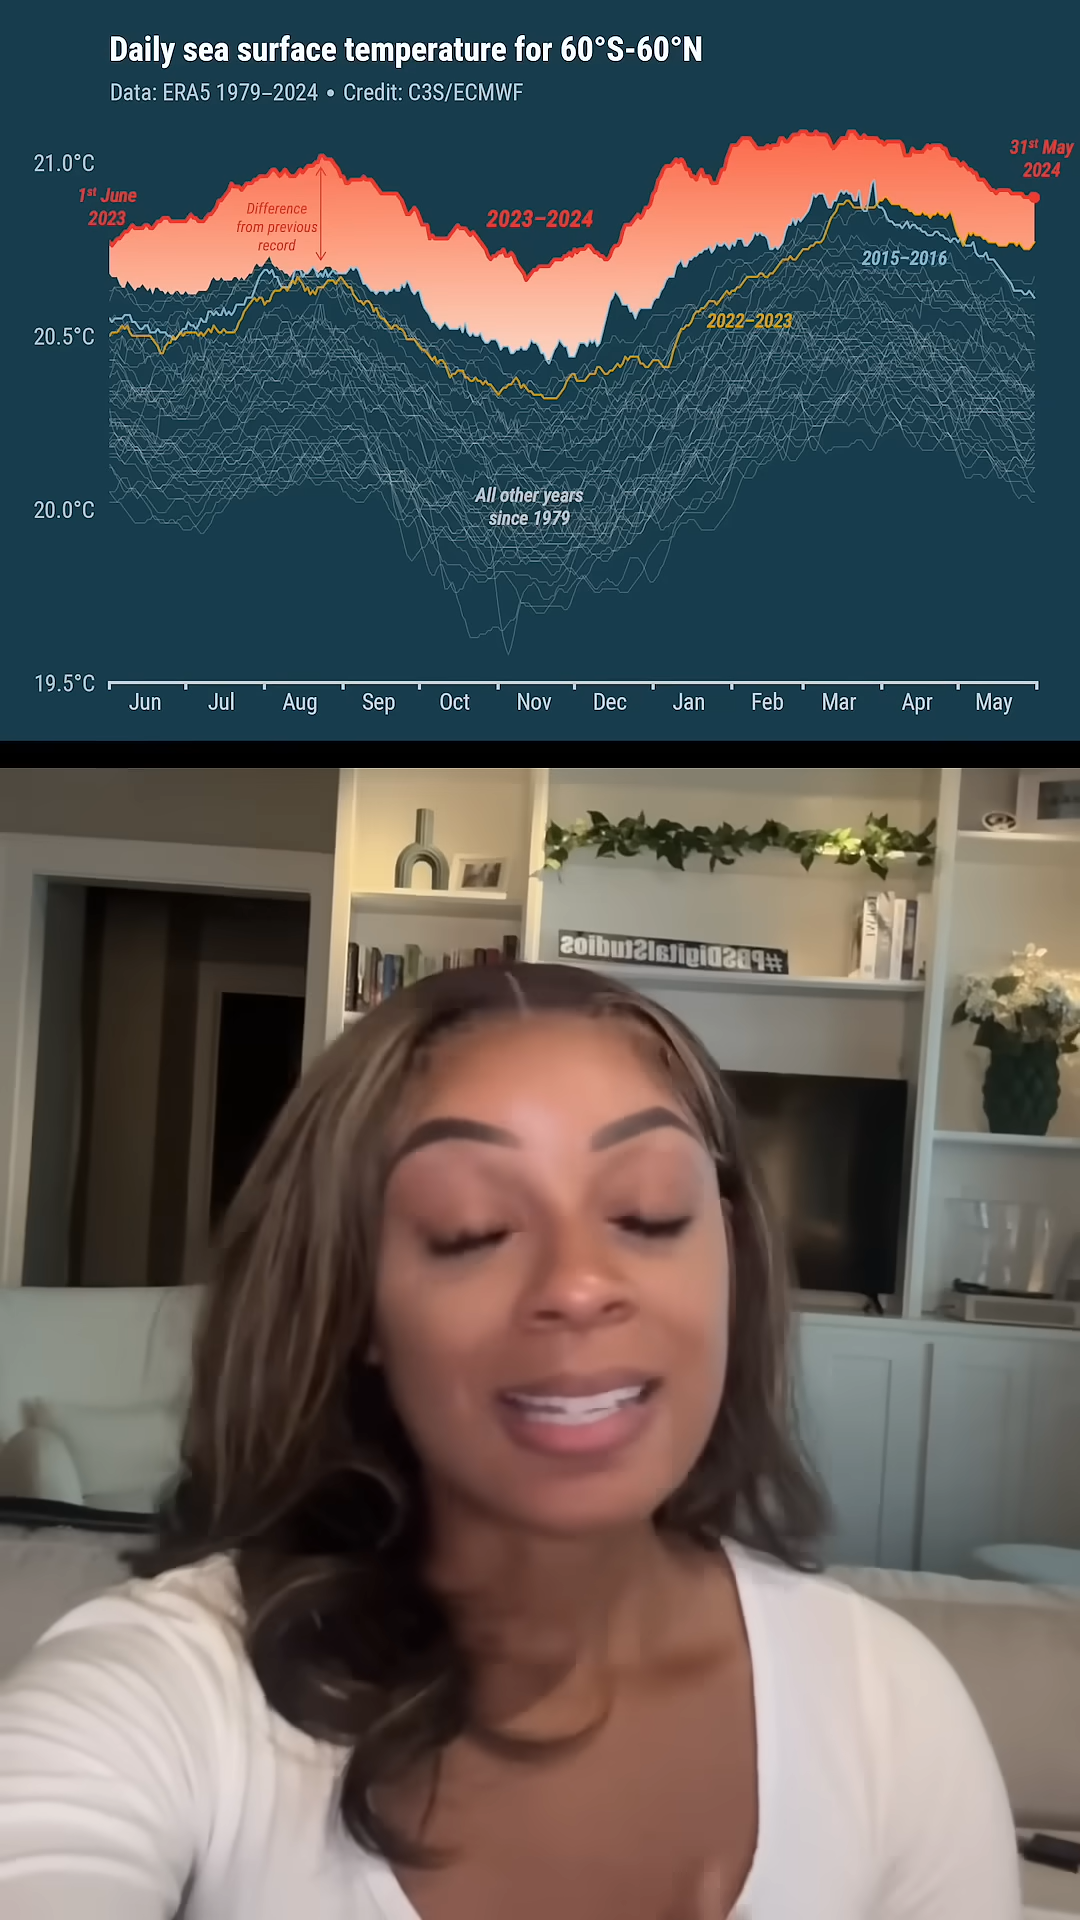 Daily sea surface temperature for 60°S-60°N
Data: ERA5 1979–2024 • Credit: C3S/ECMWF
21.0°C
31st May
2024
1st June
2023
Difference
from previous
record
2023–2024
2015–2016
2022–2023
20.5°C
All other years
since 1979
20.0°C
19.5°C
Jun Jul Aug Sep Oct Nov Dec Jan Feb Mar Apr May
#PBSDigitalStudios